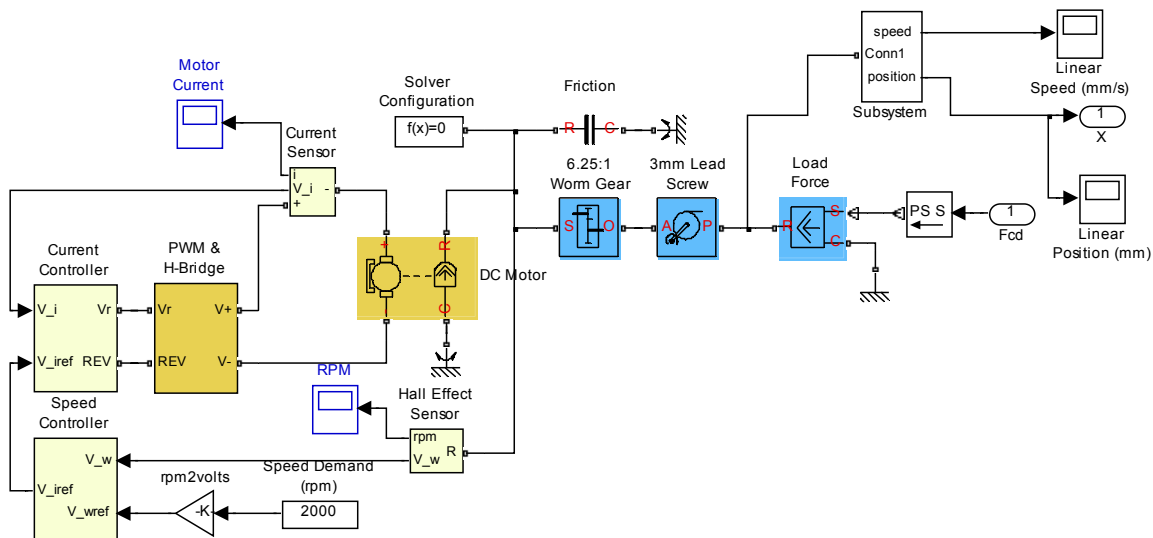 Motor
Current
Current
Sensor
i
V_i
-
+
Solver
Configuration
f(x)=0
Friction
R
C
6.25:1
Worm Gear
S
O
3mm Lead
Screw
A
P
Load
Force
R
S
C
speed
Conn1
position
Subsystem
Linear
Speed (mm/s)
1
X
Linear
Position (mm)
PS S
1
Fcd
Current
Controller
V_i
Vr
V_iref
REV
PWM &
H-Bridge
Vr
V+
REV
V-
+
R
-
C
DC Motor
RPM
Hall Effect
Sensor
rpm
V_w
R
Speed
Controller
V_w
V_iref
V_wref
rpm2volts
-K
Speed Demand
(rpm)
2000